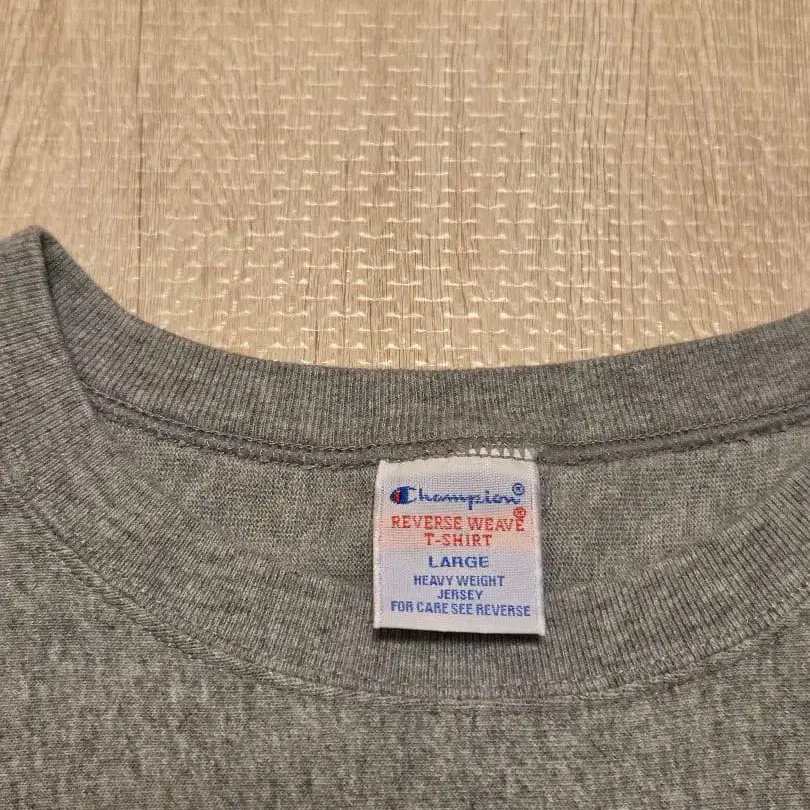 Champion®
REVERSE WEAVE®
T-SHIRT
LARGE
HEAVY WEIGHT
JERSEY
FOR CARE SEE REVERSE